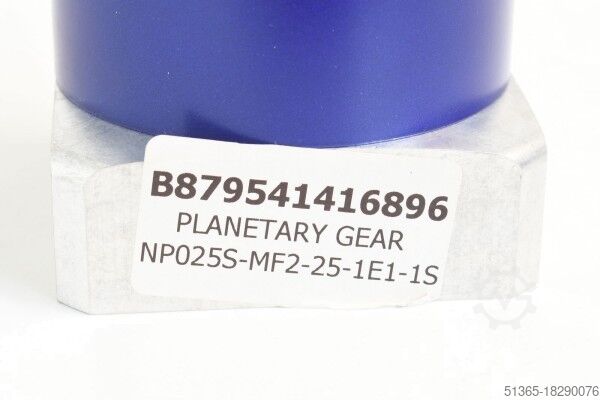 B879541416896
PLANETARY GEAR
NP025S-MF2-25-1E1-1S
51365-18290076